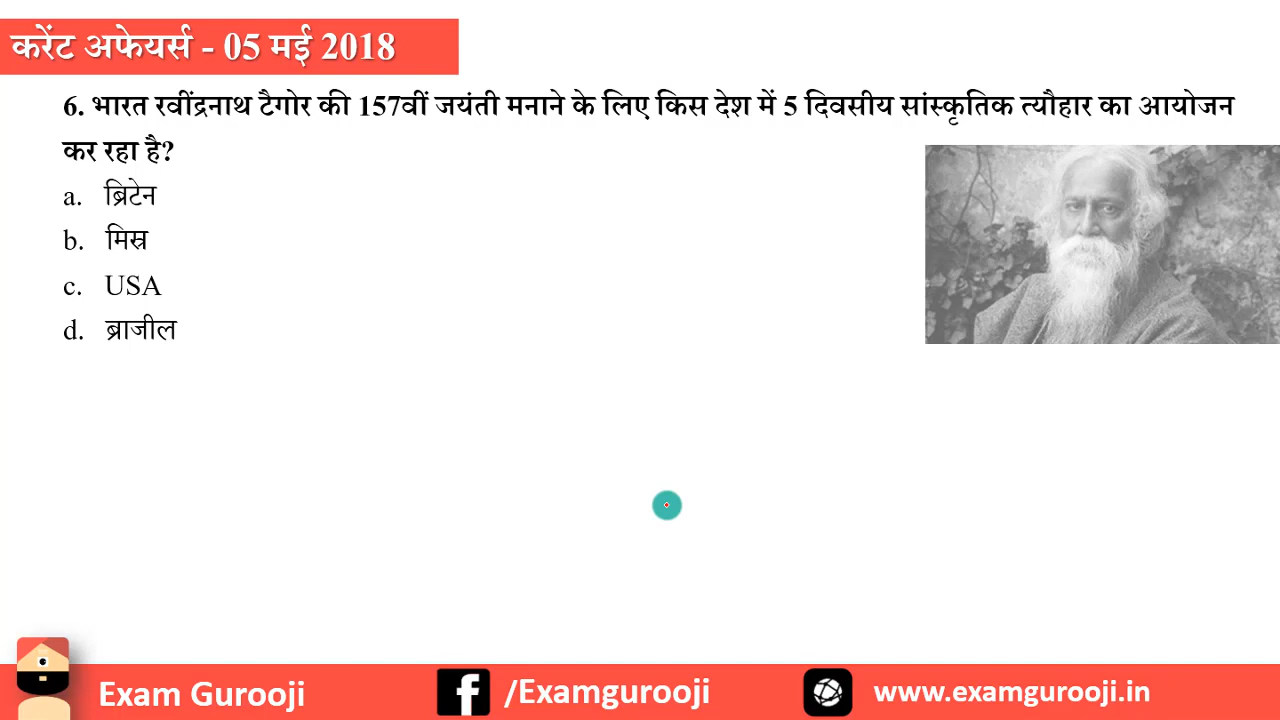 करेंट अफेयर्स - 05 मई 2018
6. भारत रवींद्रनाथ टैगोर की 157वीं जयंती मनाने के लिए किस देश में 5 दिवसीय सांस्कृतिक त्यौहार का आयोजन
कर रहा है?
a. ब्रिटेन
b. मिस्र
c. USA
d. ब्राजील
Exam Gurooji
/Examgurooji
www.examgurooji.in